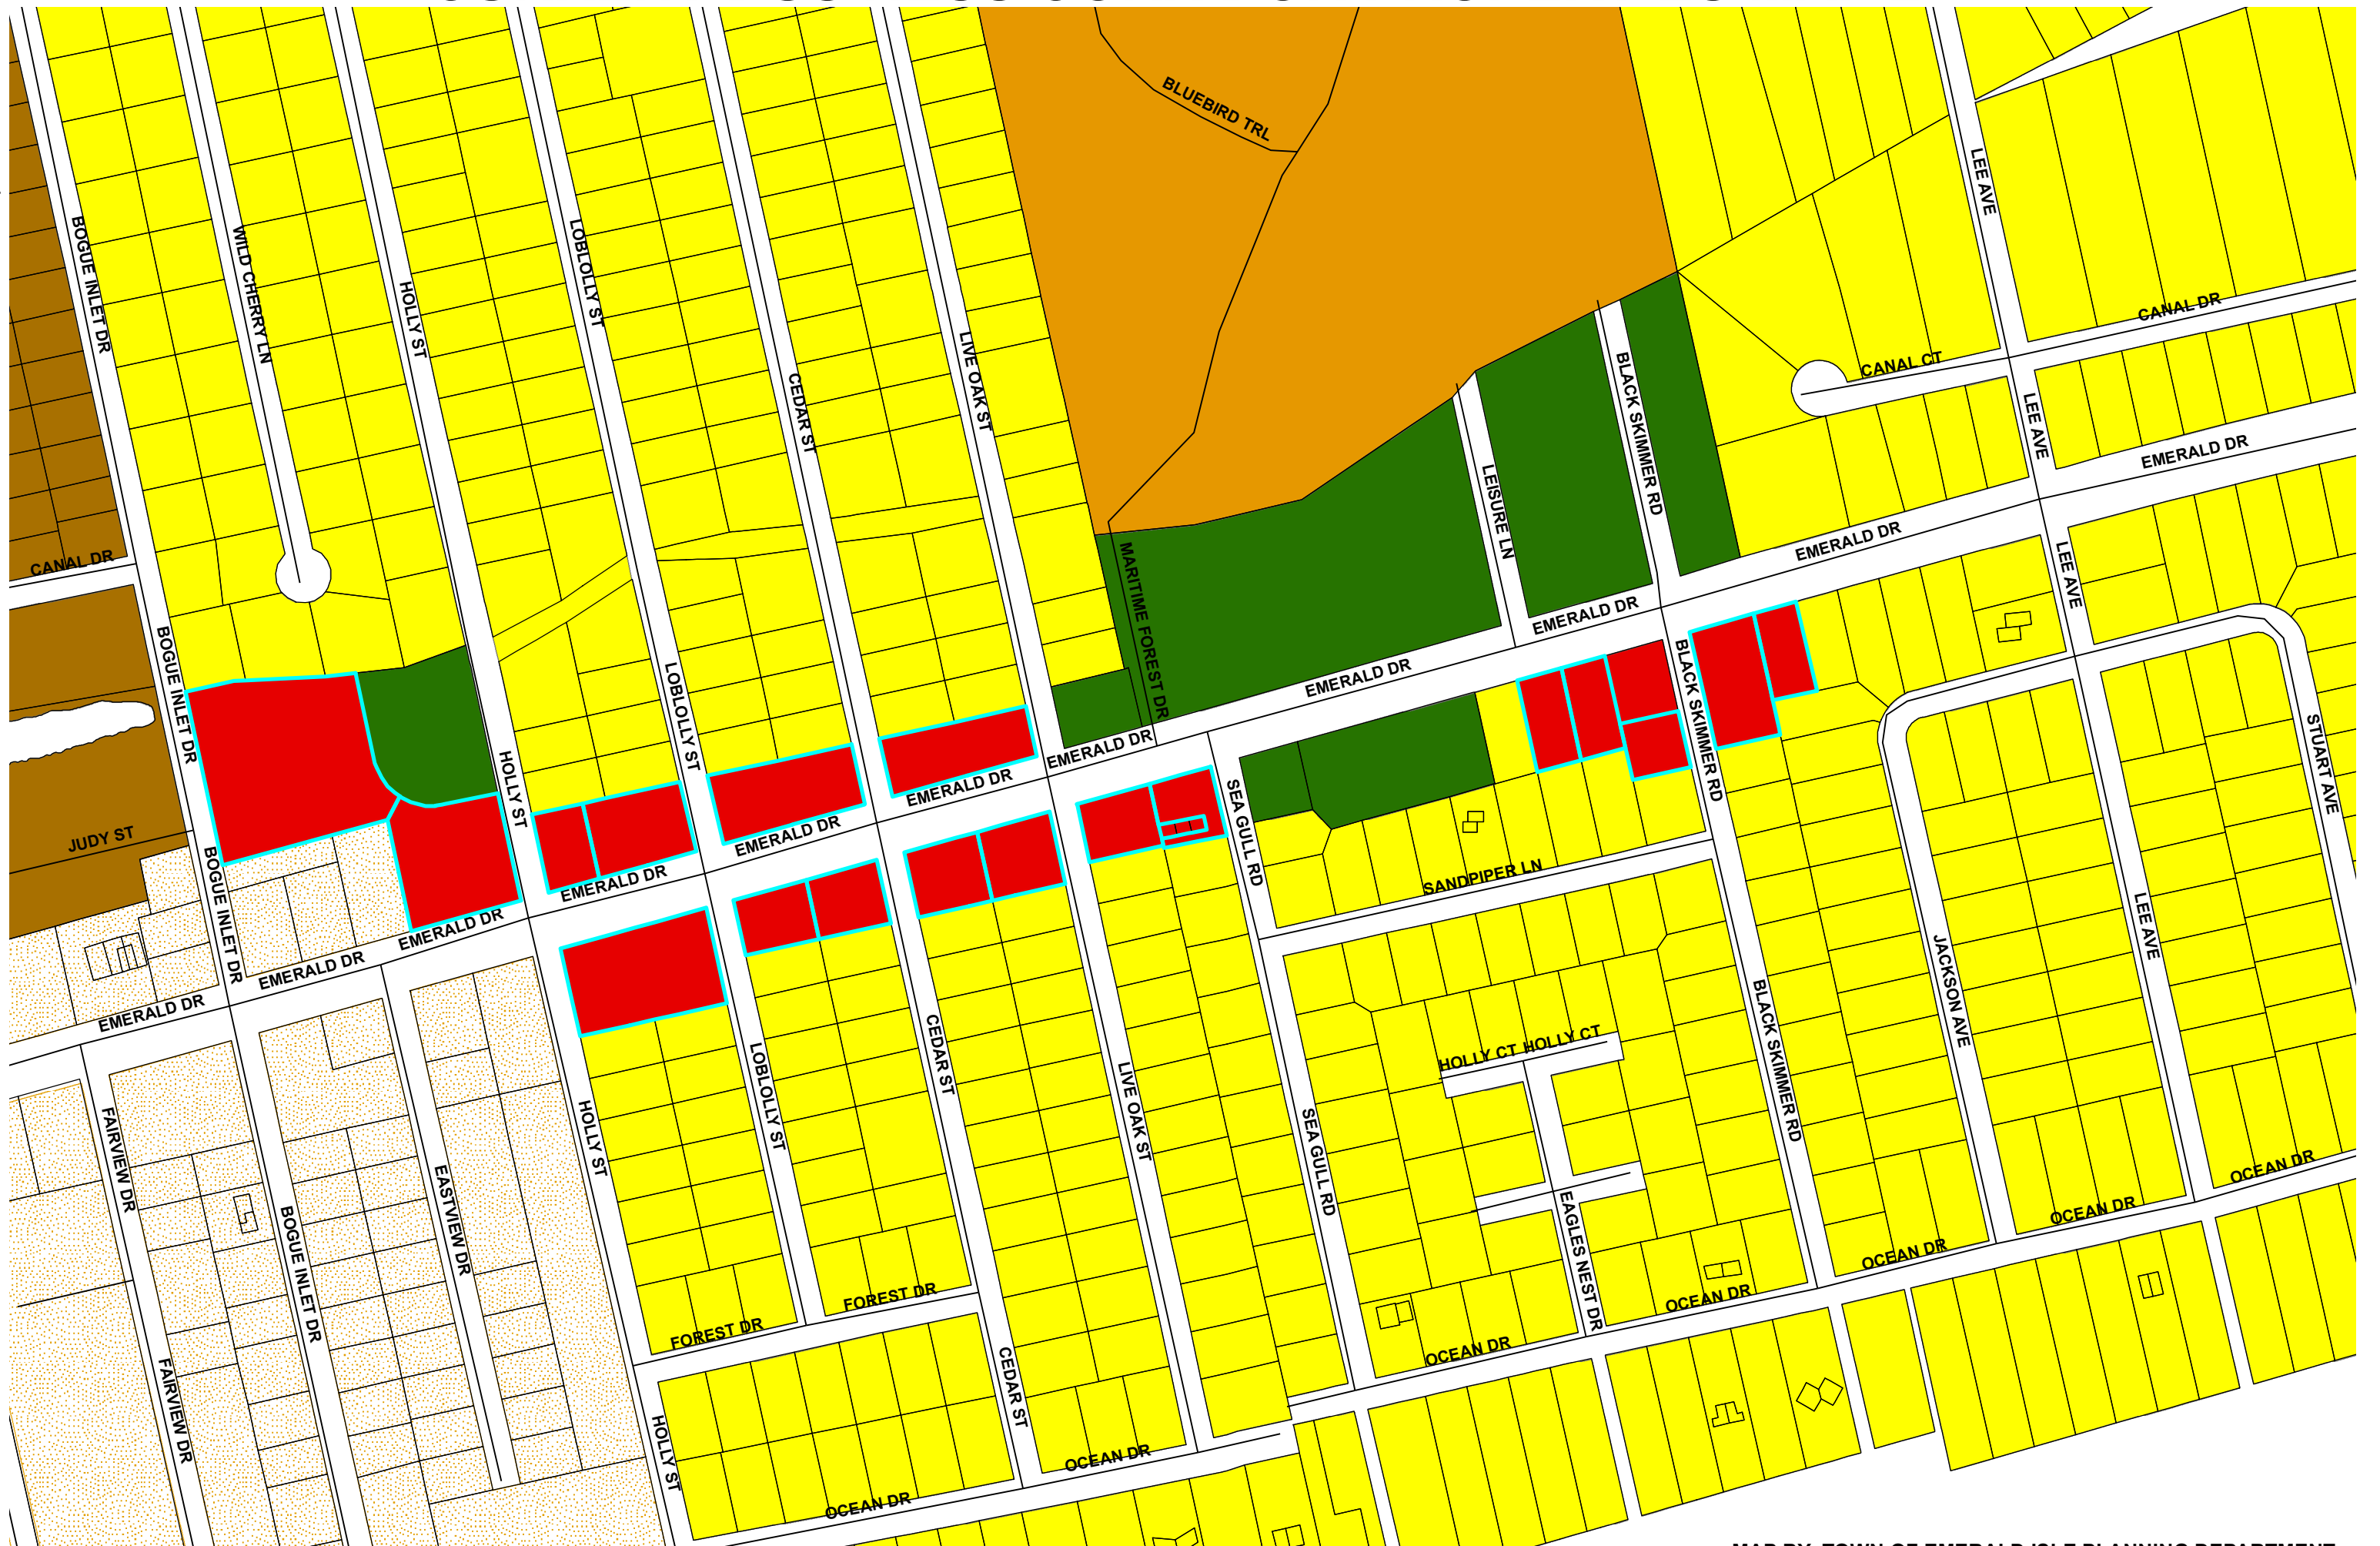 BLUEBIRD TRL
LEE AVE
BOGUE INLET DR
WILD CHERRY LN
HOLLY ST
LOBLOLLY ST
CEDAR ST
LIVE OAK ST
CANAL DR
CANAL CT
BLACK SKIMMER RD
LEE AVE
EMERALD DR
LEISURE LN
EMERALD DR
CANAL DR
MARITIME FOREST DR
LEE AVE
EMERALD DR
BOGUE INLET DR
LOBLOLLY ST
EMERALD DR
BLACK SKIMMER RD
STUART AVE
HOLLY ST
EMERALD DR
EMERALD DR
SEA GULL RD
JUDY ST
EMERALD DR
EMERALD DR
BOGUE INLET DR
SANDPIPER LN
EMERALD DR
EMERALD DR
EMERALD DR
LEE AVE
JACKSON AVE
BLACK SKIMMER RD
CEDAR ST
LOBLOLLY ST
HOLLY CT HOLLY CT
LIVE OAK ST
HOLLY ST
FAIRVIEW DR
SEA GULL RD
EASTVIEW DR
BOGUE INLET DR
EAGLES NEST DR
OCEAN DR
OCEAN DR
OCEAN DR
OCEAN DR
FOREST DR
FOREST DR
OCEAN DR
CEDAR ST
FAIRVIEW DR
HOLLY ST
OCEAN DR
OCEAN DR
MAP BY: TOWN OF EMERALD ISLE PLANNING DEPARTMENT